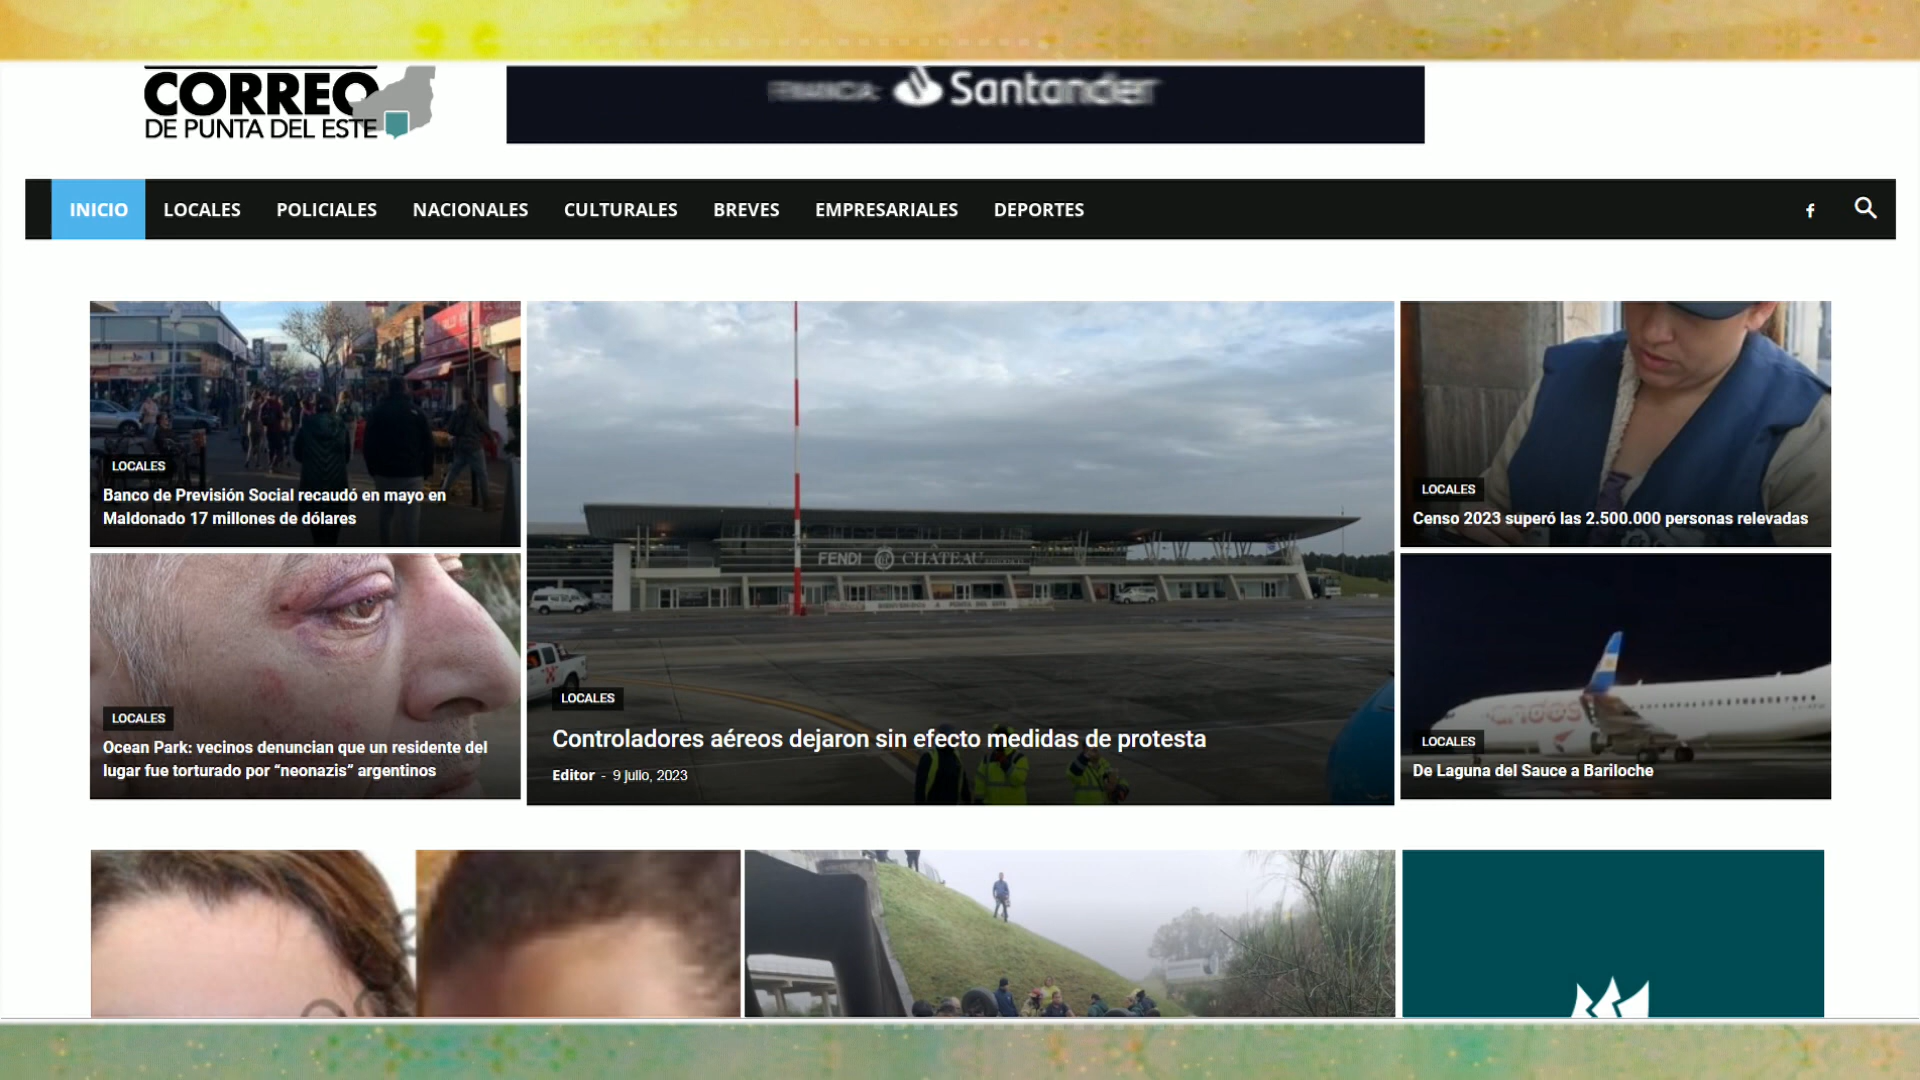 CORREO
DE PUNTA DEL ESTE
Santander
INICIO LOCALES POLICIALES NACIONALES CULTURALES BREVES EMPRESARIALES DEPORTES f
LOCALES
Banco de Previsión Social recaudó en mayo en
Maldonado 17 millones de dólares
LOCALES
Ocean Park: vecinos denuncian que un residente del
lugar fue torturado por “neonazis” argentinos
FENDI CHÂTEAU
LOCALES
Controladores aéreos dejaron sin efecto medidas de protesta
Editor - 9 julio, 2023
LOCALES
Censo 2023 superó las 2.500.000 personas relevadas
andes
LOCALES
De Laguna del Sauce a Bariloche